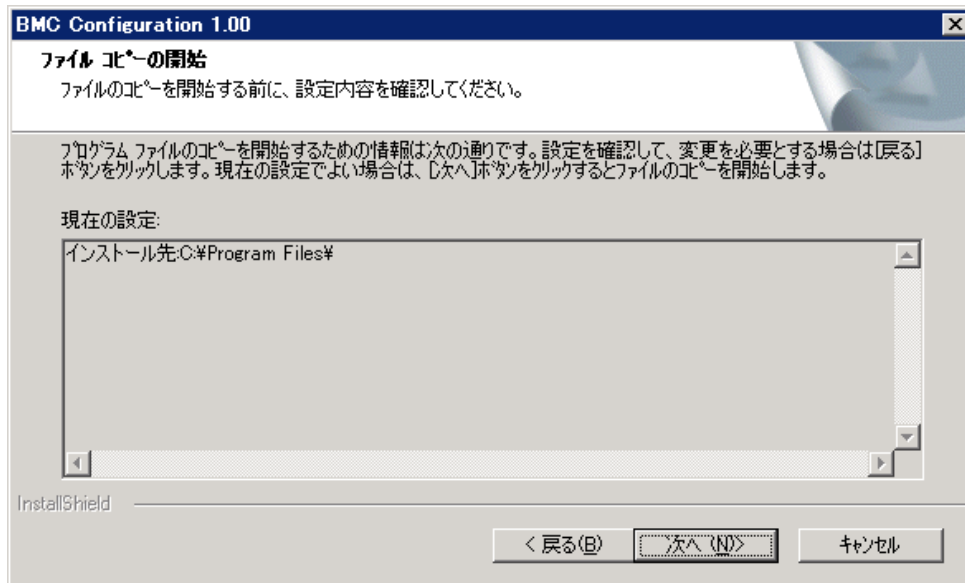 BMC Configuration 1.00
ファイル コピーの開始
ファイルのコピーを開始する前に、設定内容を確認してください。
プログラム ファイルのコピーを開始するための情報は次の通りです。設定を確認して、変更を必要とする場合は[戻る]
ボタンをクリックします。現在の設定でよい場合は、[次へ]ボタンをクリックするとファイルのコピーを開始します。
現在の設定:
インストール先:C:¥Program Files¥
InstallShield
< 戻る(B)
次へ (N)>
キャンセル